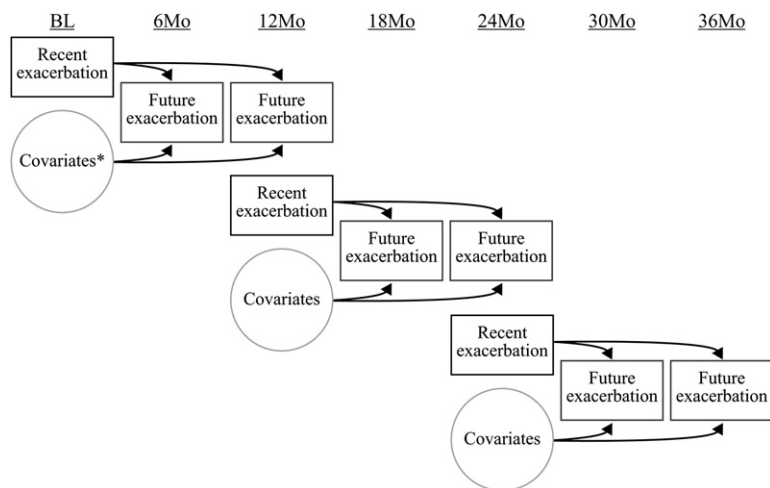 BL 6Mo 12Mo 18Mo 24Mo 30Mo 36Mo
Recent
exacerbation
Future
exacerbation
Future
exacerbation
Covariates*
Recent
exacerbation
Future
exacerbation
Future
exacerbation
Covariates
Recent
exacerbation
Future
exacerbation
Future
exacerbation
Covariates